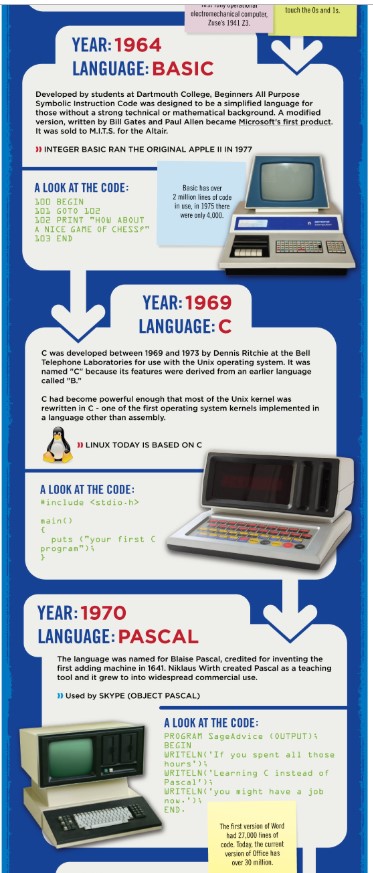 first fully operational
electromechanical computer,
Zuse's 1941 Z3.
touch the 0s and 1s.
YEAR: 1964
LANGUAGE: BASIC
Developed by students at Dartmouth College, Beginners All Purpose
Symbolic Instruction Code was designed to be a simplified language for
those without a strong technical or mathematical background. A modified
version, written by Bill Gates and Paul Allen became Microsoft's first product.
It was sold to M.I.T.S. for the Altair.
» INTEGER BASIC RAN THE ORIGINAL APPLE II IN 1977
A LOOK AT THE CODE:
100 BEGIN
101 GOTO 102
102 PRINT "HOW ABOUT
A NICE GAME OF CHESS?"
103 END
Basic has over
2 million lines of code
in use, in 1975 there
were only 4,000.
YEAR: 1969
LANGUAGE: C
C was developed between 1969 and 1973 by Dennis Ritchie at the Bell
Telephone Laboratories for use with the Unix operating system. It was
named "C" because its features were derived from an earlier language
called "B."
C had become powerful enough that most of the Unix kernel was
rewritten in C - one of the first operating system kernels implemented in
a language other than assembly.
» LINUX TODAY IS BASED ON C
A LOOK AT THE CODE:
#include <stdio.h>
main()
{
puts ("your first C
program");
}
YEAR: 1970
LANGUAGE: PASCAL
The language was named for Blaise Pascal, credited for inventing the
first adding machine in 1641. Niklaus Wirth created Pascal as a teaching
tool and it grew to into widespread commercial use.
» Used by SKYPE (OBJECT PASCAL)
A LOOK AT THE CODE:
PROGRAM SageAdvice (OUTPUT);
BEGIN
WRITELN('If you spent all those
hours');
WRITELN('Learning C instead of
Pascal');
WRITELN('you might have a job
now.');
END.
The first version of Word
had 27,000 lines of
code. Today, the current
version of Office has
over 30 million.